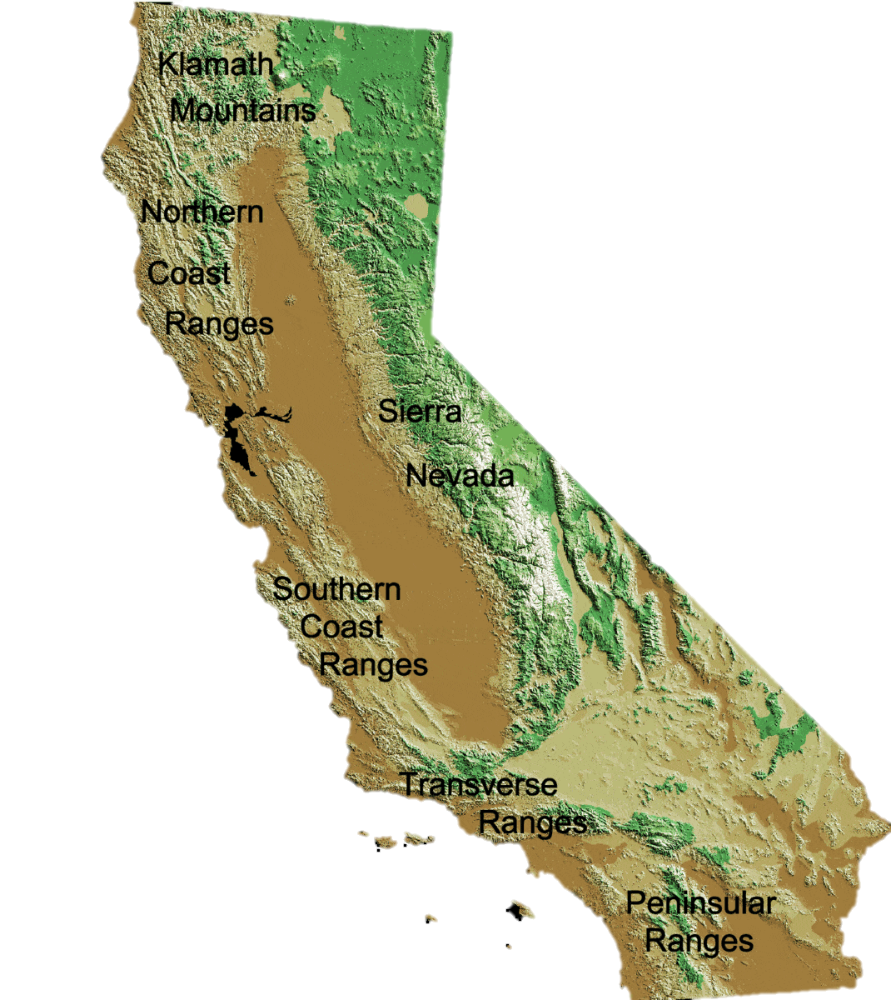 Klamath
Mountains
Northern
Coast
Ranges
Sierra
Nevada
Southern
Coast
Ranges
Transverse
Ranges
Peninsular
Ranges